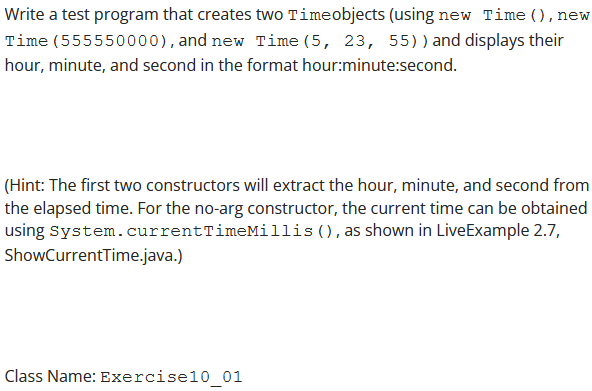 Write a test program that creates two Timeobjects (using new Time(), new
Time(555550000), and new Time(5, 23, 55)) and displays their
hour, minute, and second in the format hour:minute:second.
(Hint: The first two constructors will extract the hour, minute, and second from
the elapsed time. For the no-arg constructor, the current time can be obtained
using System.currentTimeMillis(), as shown in LiveExample 2.7,
ShowCurrentTime.java.)
Class Name: Exercise10_01